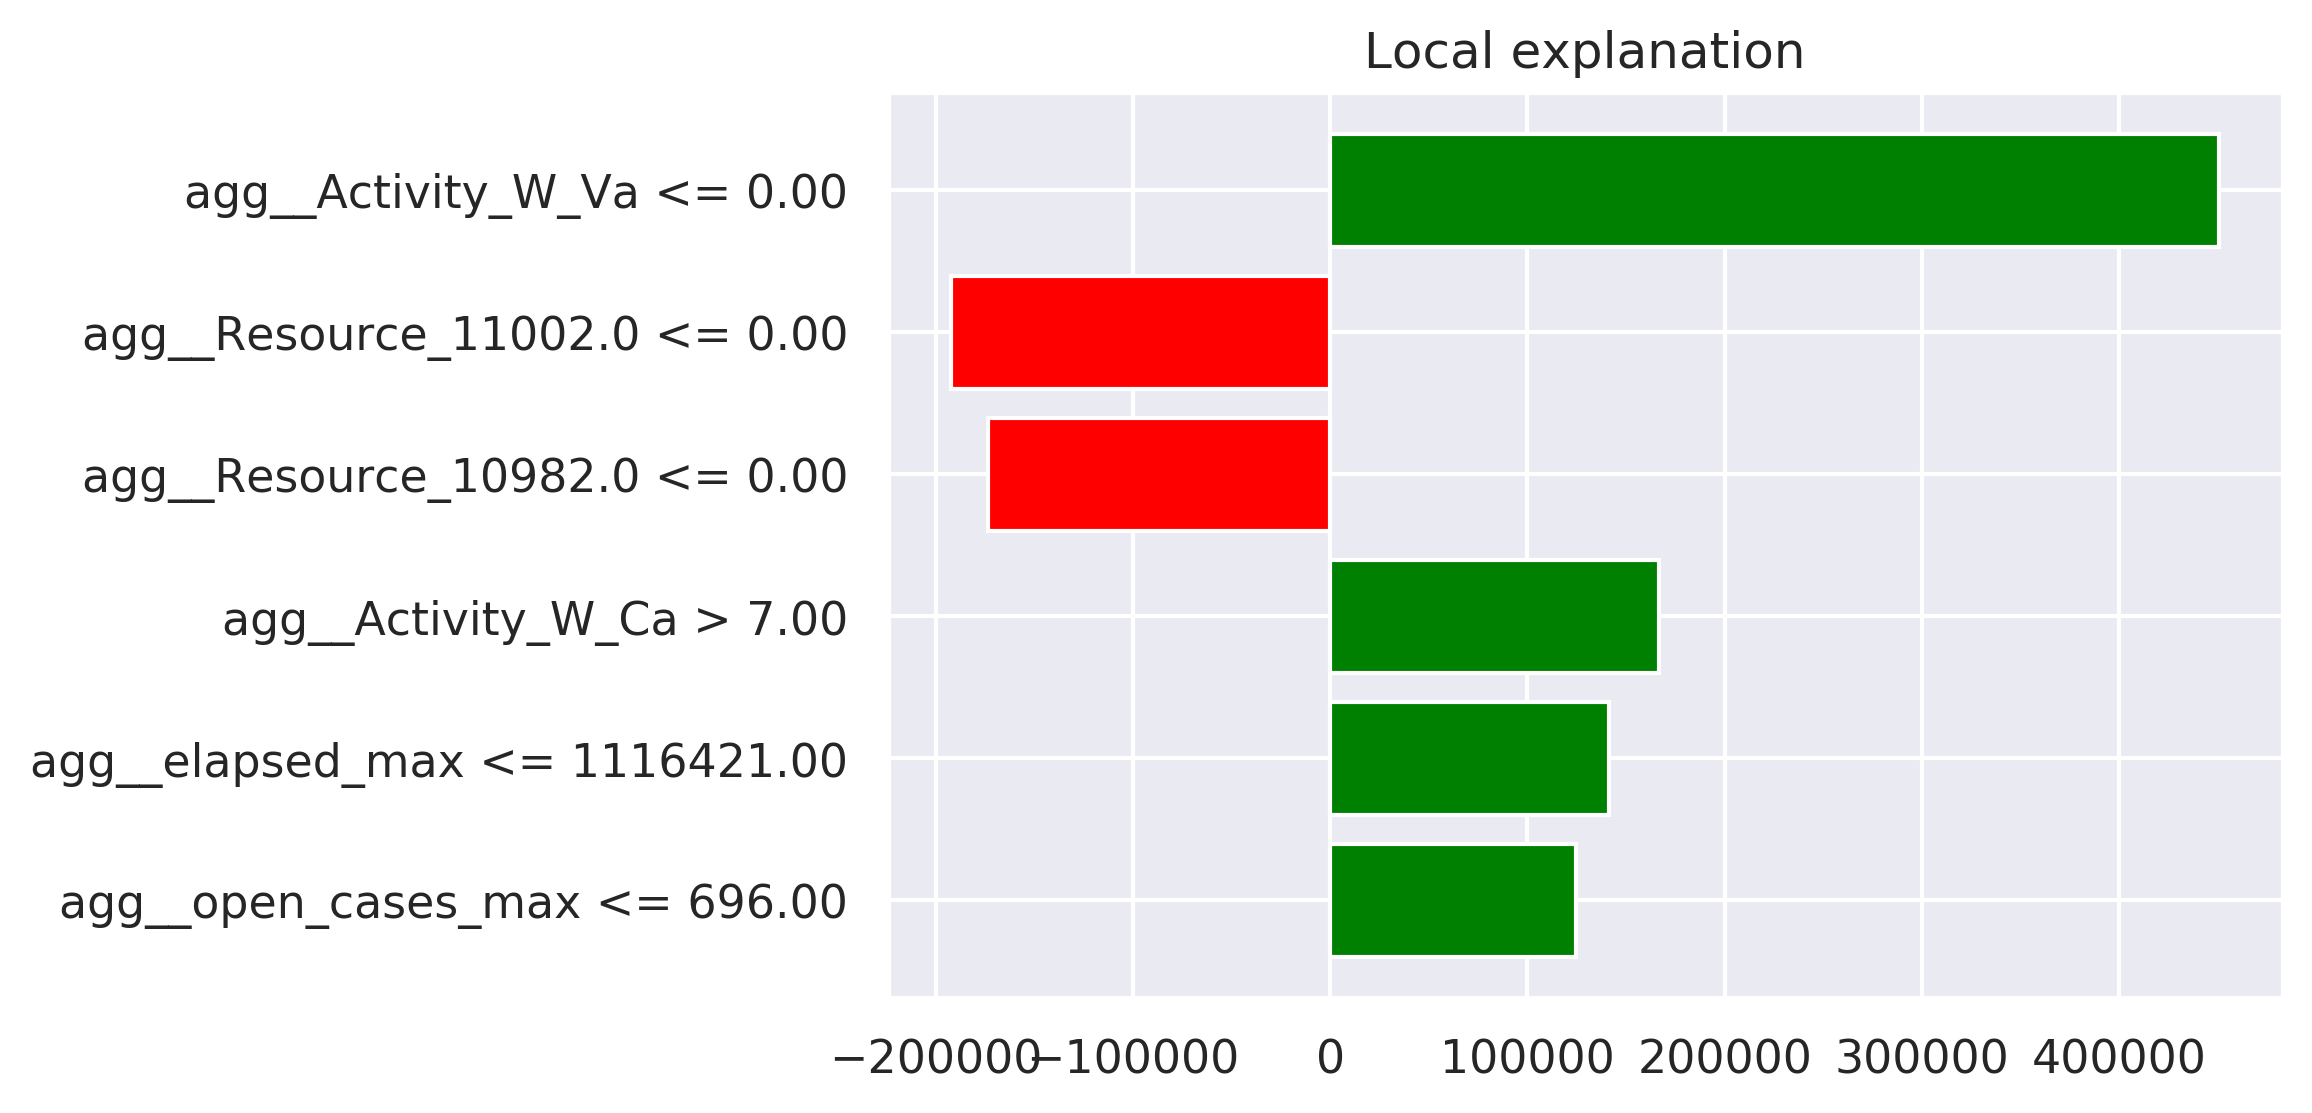 Local explanation
agg__Activity_W_Va <= 0.00
agg__Resource_11002.0 <= 0.00
agg__Resource_10982.0 <= 0.00
agg__Activity_W_Ca > 7.00
agg__elapsed_max <= 1116421.00
agg__open_cases_max <= 696.00
−200000 −100000 0 100000 200000 300000 400000